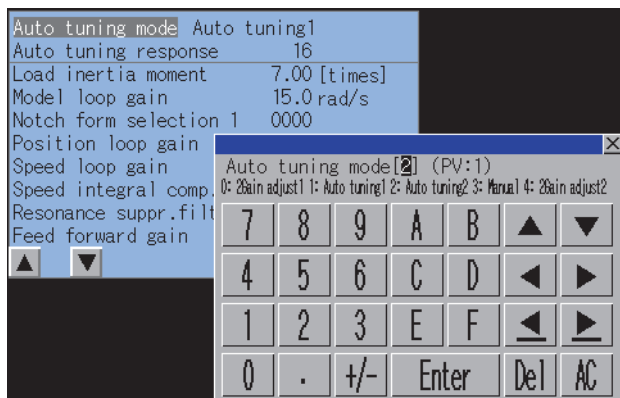 Auto tuning mode Auto tuning1
Auto tuning response 16
Load inertia moment 7.00 [times]
Model loop gain 15.0 rad/s
Notch form selection 1 0000
Position loop gain
Speed loop gain
Speed integral comp.
Resonance suppr.filt
Feed forward gain
Auto tuning mode[2] (PV:1)
0: 2Gain adjust1 1: Auto tuning1 2: Auto tuning2 3: Manual 4: 2Gain adjust2
7 8 9 A B ▲ ▼
4 5 6 C D ◀ ▶
1 2 3 E F ◀ ▶
0 . +/- Enter Del AC